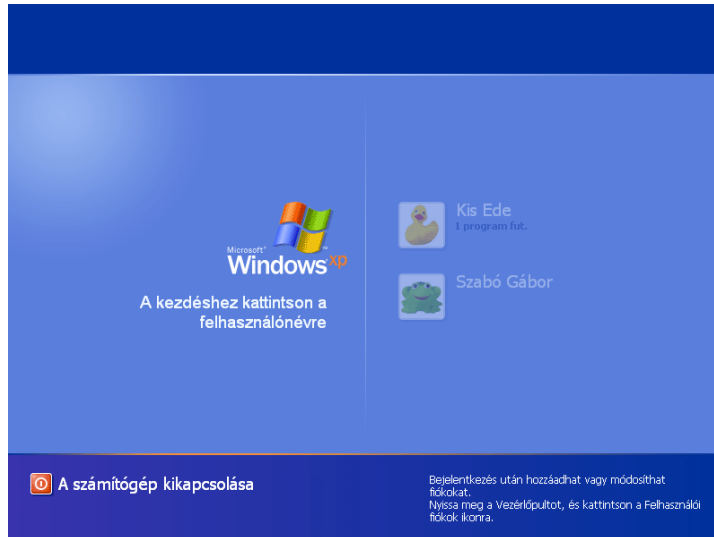 Microsoft®
Windows xp™
A kezdéshez kattintson a
felhasználónévre
Kis Ede
1 program fut.
Szabó Gábor
A számítógép kikapcsolása
Bejelentkezés után hozzáadhat vagy módosíthat
fiókokat.
Nyissa meg a Vezérlőpultot, és kattintson a Felhasználói
fiókok ikonra.